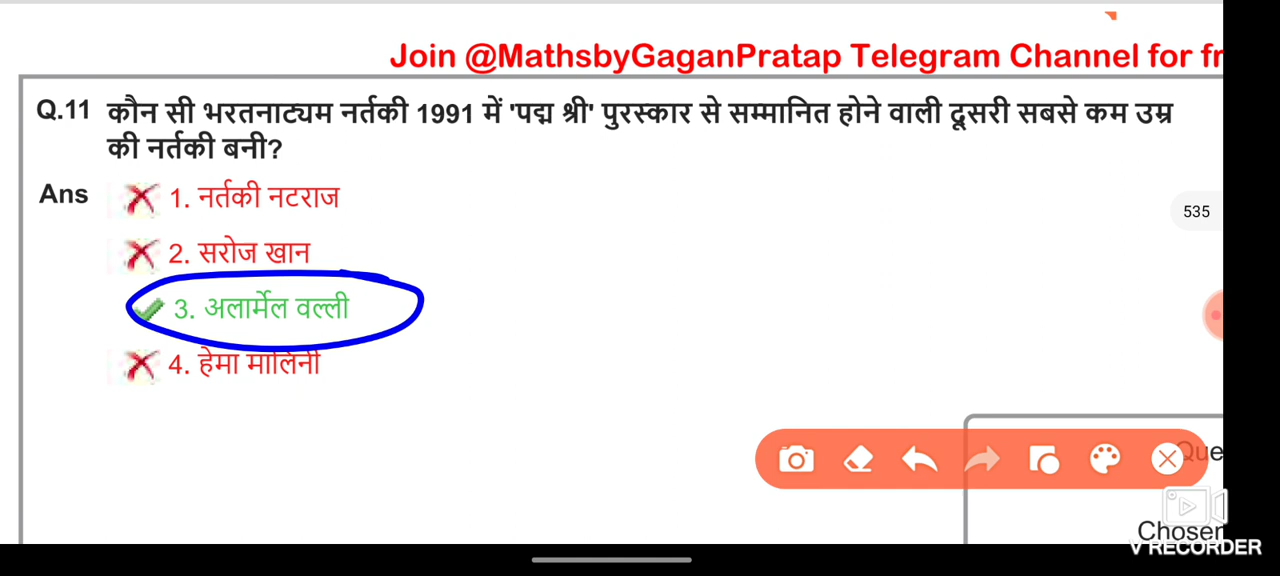 Join @MathsbyGaganPratap Telegram Channel for fr
Q.11 कौन सी भरतनाट्यम नर्तकी 1991 में 'पद्म श्री' पुरस्कार से सम्मानित होने वाली दूसरी सबसे कम उम्र
की नर्तकी बनी?
Ans 1. नर्तकी नटराज
2. सरोज खान
3. अलार्मेल वल्ली
4. हेमा मालिनी
535
Que
Chosen
V RECORDER